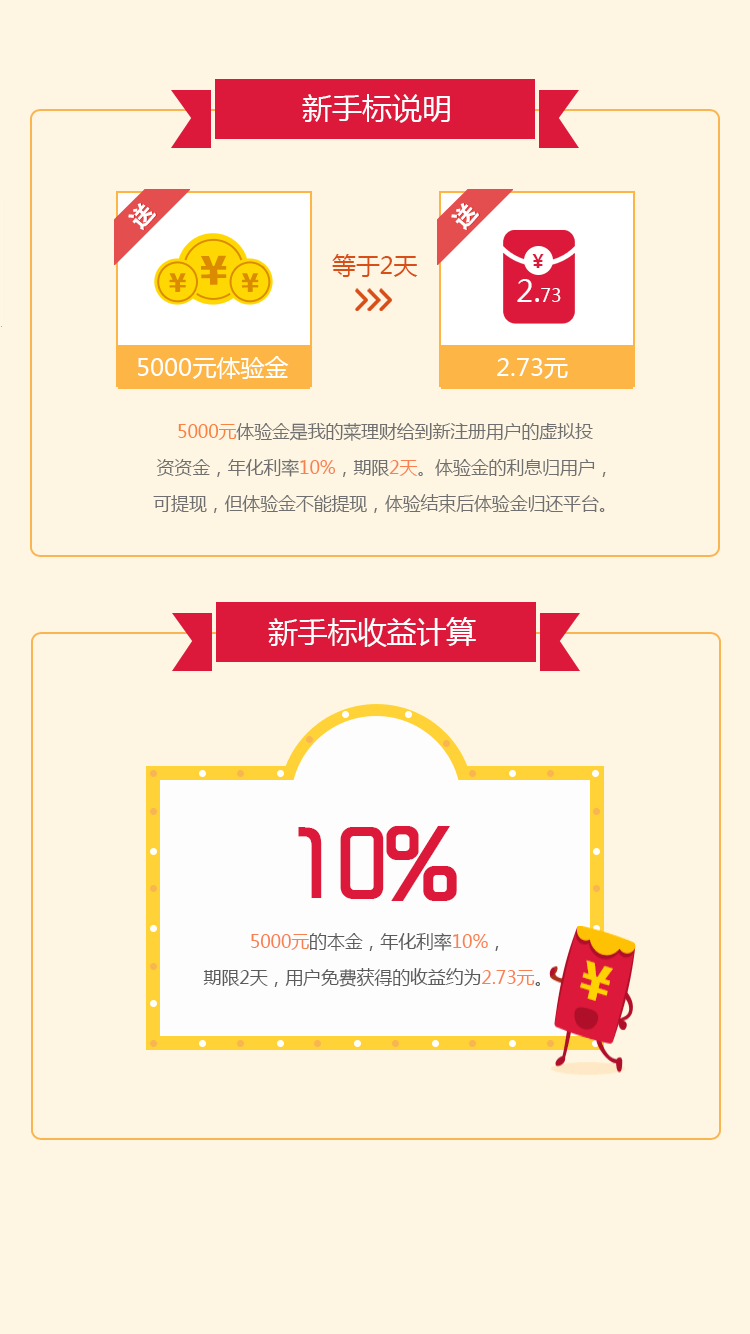 新手标说明
送
送
¥ ¥ ¥
等于2天
¥
2.73
5000元体验金
2.73元
5000元体验金是我的菜理财给到新注册用户的虚拟投
资资金，年化利率10%，期限2天。体验金的利息归用户，
可提现，但体验金不能提现，体验结束后体验金归还平台。
新手标收益计算
10%
5000元的本金，年化利率10%，
期限2天，用户免费获得的收益约为2.73元。
¥